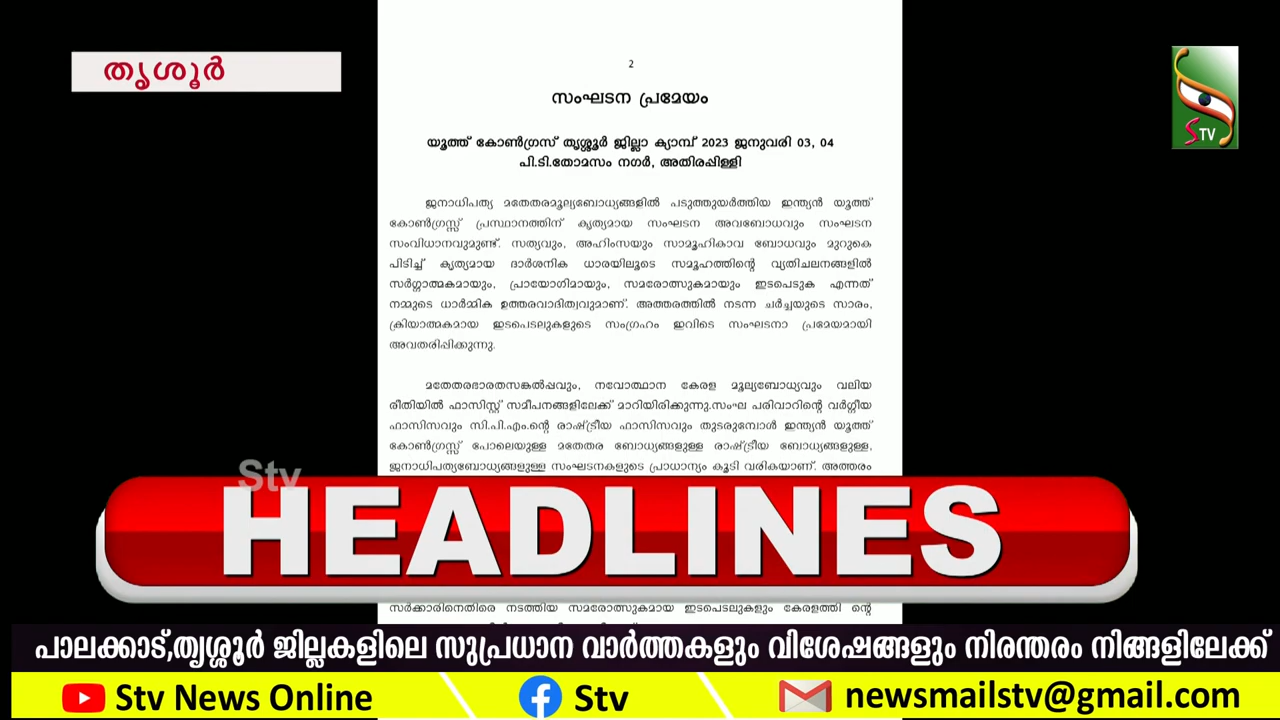 തൃശൂർ
STV
2
സംഘടന പ്രമേയം
യൂത്ത് കോൺഗ്രസ് തൃശ്ശൂർ ജില്ലാ ക്യാമ്പ് 2023 ജനുവരി 03, 04
പി.ടി.തോമസം നഗർ, അതിരപ്പിള്ളി
ജനാധിപത്യ മതേതരമൂല്യബോധ്യങ്ങളിൽ പടുത്തുയർത്തിയ ഇന്ത്യൻ യൂത്ത്
കോൺഗ്രസ്സ് പ്രസ്ഥാനത്തിന് കൃത്യമായ സംഘടന അവബോധവും സംഘടന
സംവിധാനവുമുണ്ട്. സത്യവും, അഹിംസയും സാമൂഹികാവ ബോധവും മുറുകെ
പിടിച്ച് കൃത്യമായ ദാർശനിക ധാരയിലൂടെ സമൂഹത്തിന്റെ വ്യതിചലനങ്ങളിൽ
സർഗ്ഗാത്മകമായും, പ്രായോഗിമായും, സമരോത്സുകമായും ഇടപെടുക എന്നത്
നമ്മുടെ ധാർമ്മിക ഉത്തരവാദിത്വവുമാണ്. അത്തരത്തിൽ നടന്ന ചർച്ചയുടെ സാരം,
ക്രിയാത്മകമായ ഇടപെടലുകളുടെ സംഗ്രഹം ഇവിടെ സംഘടനാ പ്രമേയമായി
അവതരിപ്പിക്കുന്നു.
മതേതരഭാരതസങ്കൽപ്പവും, നവോത്ഥാന കേരള മൂല്യബോധ്യവും വലിയ
രീതിയിൽ ഫാസിസ്റ്റ് സമീപനങ്ങളിലേക്ക് മാറിയിരിക്കുന്നു.സംഘ പരിവാറിന്റെ വർഗ്ഗീയ
ഫാസിസവും സി.പി.എം.ന്റെ രാഷ്ട്രീയ ഫാസിസവും തുടരുമ്പോൾ ഇന്ത്യൻ യൂത്ത്
കോൺഗ്രസ്സ് പോലെയുള്ള മതേതര ബോധ്യങ്ങളുള്ള രാഷ്ട്രീയ ബോധ്യങ്ങളുള്ള,
ജനാധിപത്യബോധ്യങ്ങളുള്ള സംഘടനകളുടെ പ്രാധാന്യം കൂടി വരികയാണ്. അത്തരം
Stv
HEADLINES
സർക്കാരിനെതിരെ നടത്തിയ സമരോത്സുകമായ ഇടപെടലുകളും കേരളത്തി ന്റെ
പാലക്കാട്,തൃശ്ശൂർ ജില്ലകളിലെ സുപ്രധാന വാർത്തകളും വിശേഷങ്ങളും നിരന്തരം നിങ്ങളിലേക്ക്
Stv News Online
Stv
newsmailstv@gmail.com